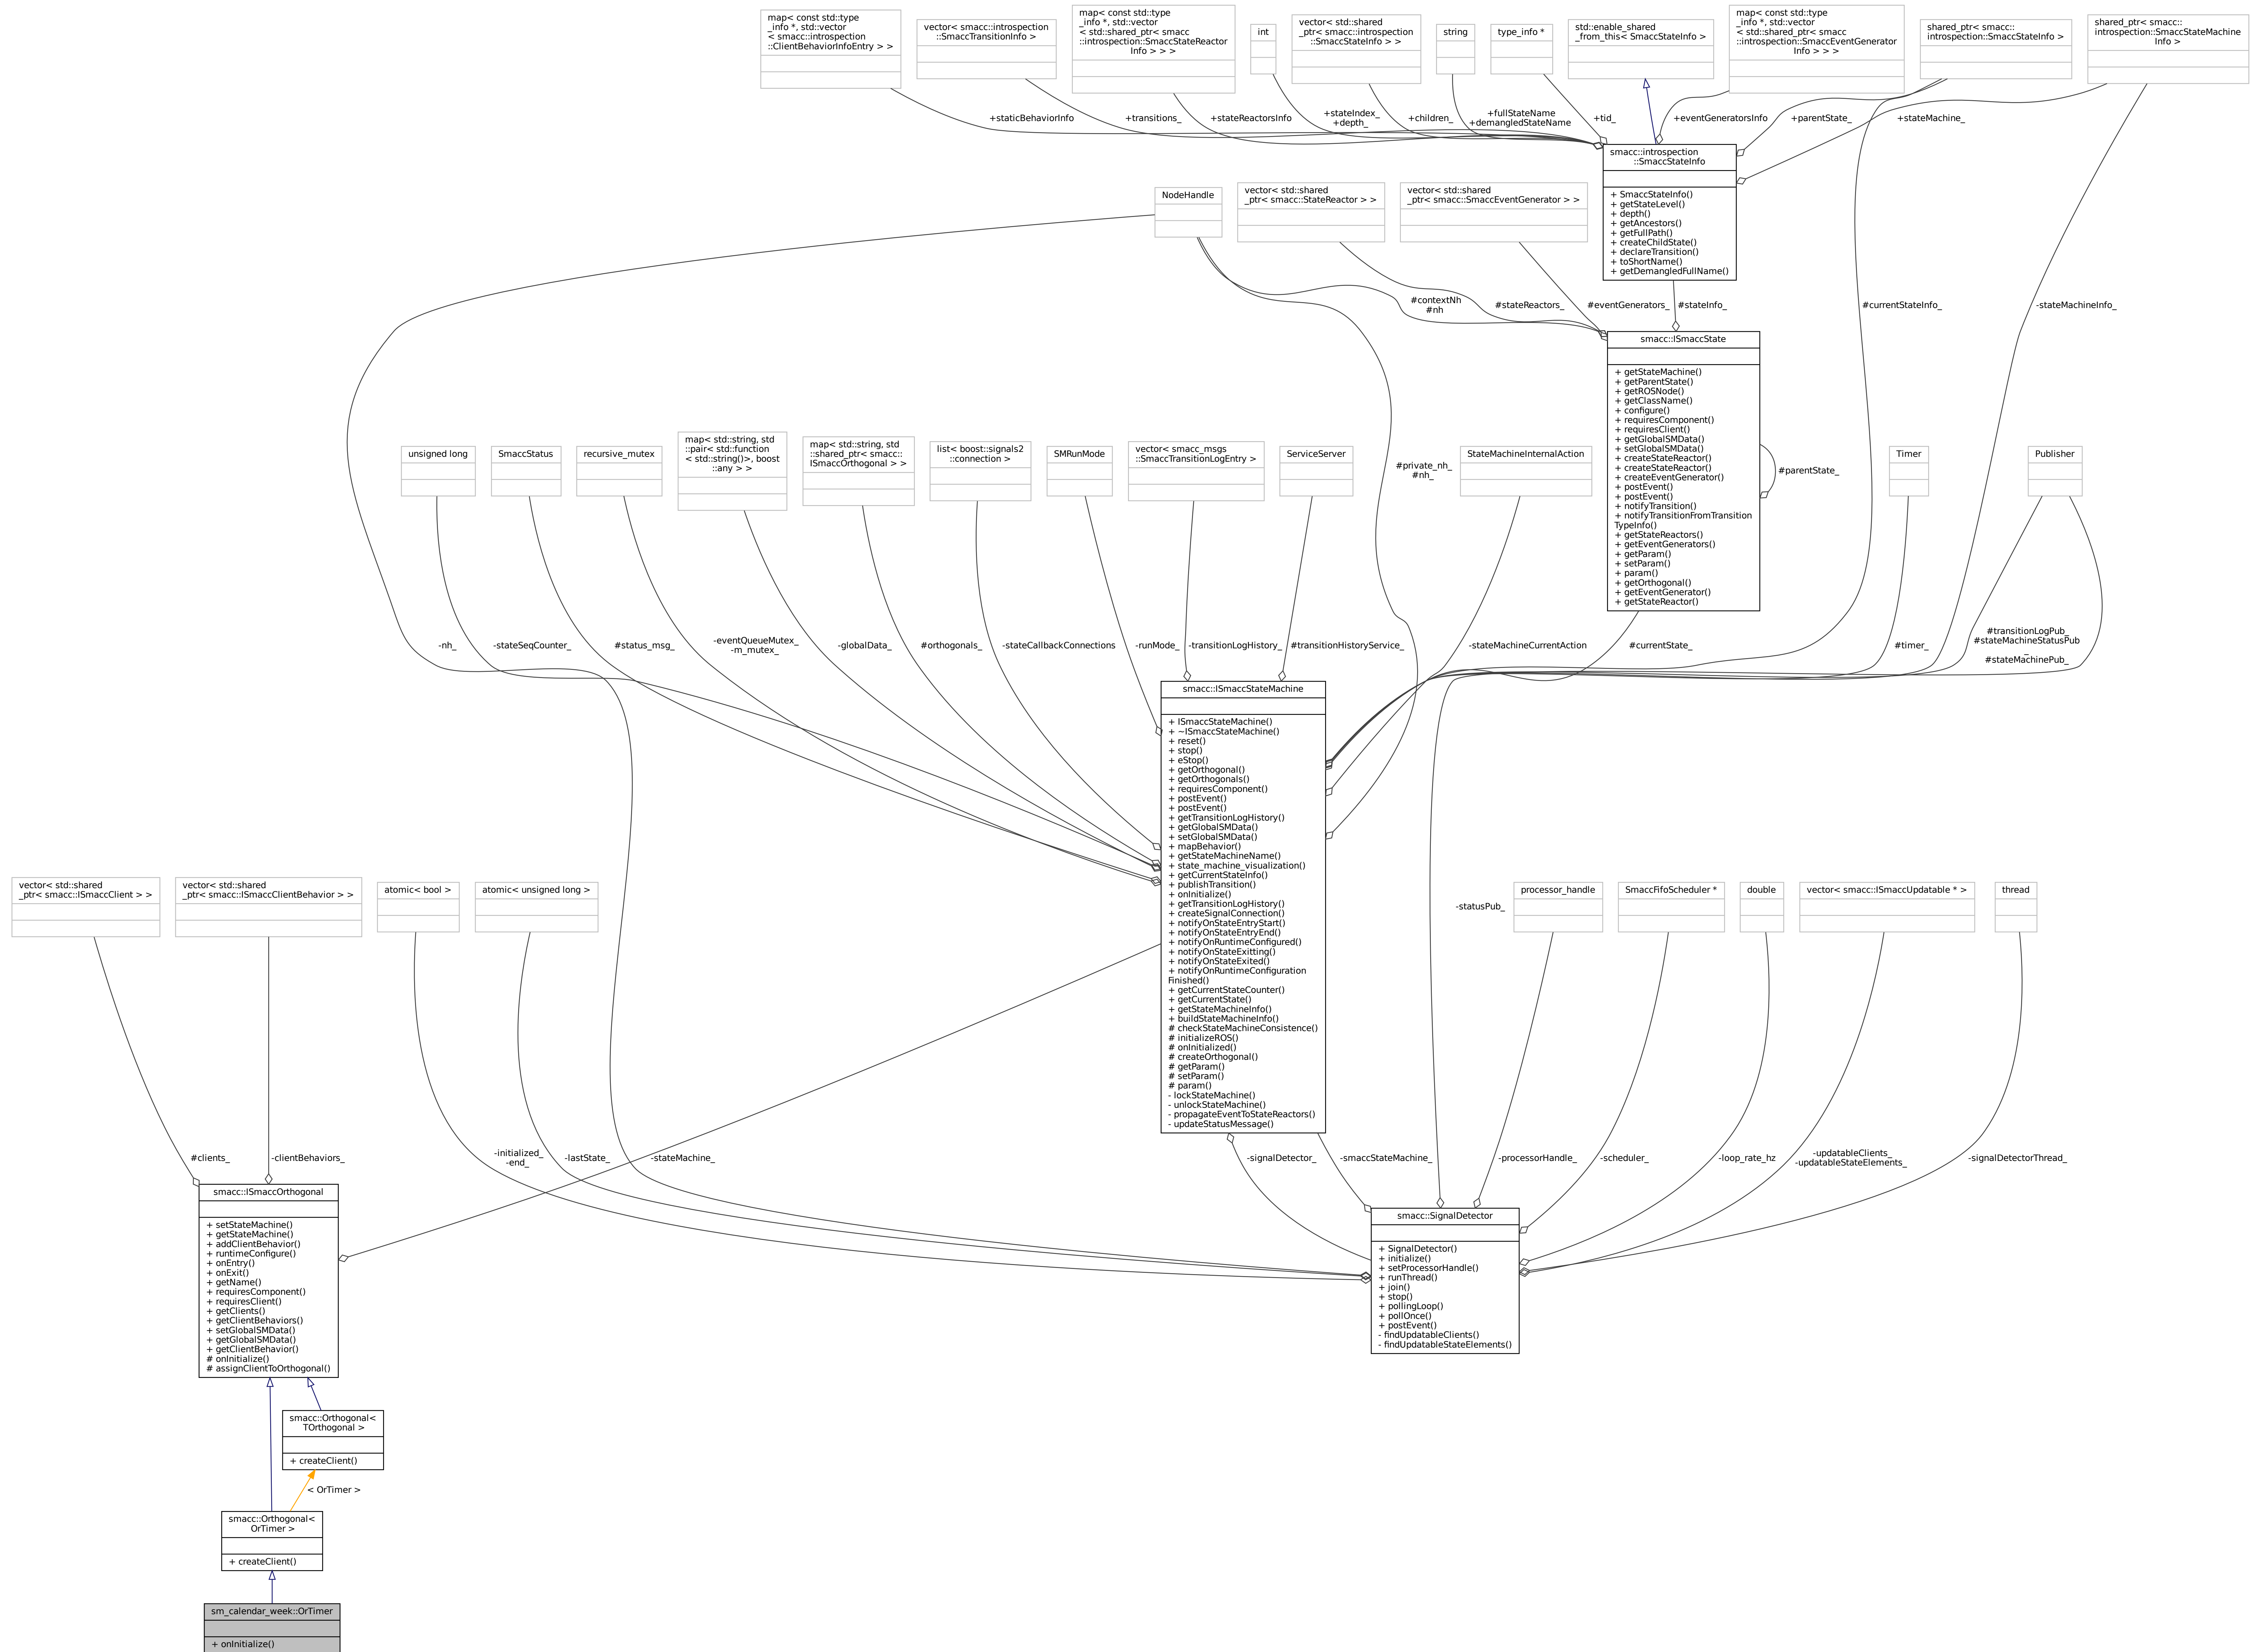 map< const std::type
_info *, std::vector
< smacc::introspection
::ClientBehaviorInfoEntry > >
vector< smacc::introspection
::SmaccTransitionInfo >
map< const std::type
_info *, std::vector
< std::shared_ptr< smacc
::introspection::SmaccStateReactor
Info > > >
int
vector< std::shared
_ptr< smacc::introspection
::SmaccStateInfo > >
string
type_info *
std::enable_shared
_from_this< SmaccStateInfo >
map< const std::type
_info *, std::vector
< std::shared_ptr< smacc
::introspection::SmaccEventGenerator
Info > > >
shared_ptr< smacc::
introspection::SmaccStateInfo >
shared_ptr< smacc::
introspection::SmaccStateMachine
Info >
+staticBehaviorInfo
+transitions_
+stateReactorsInfo
+stateIndex_
+depth_
+children_
+fullStateName
+demangledStateName
+tid_
+eventGeneratorsInfo
+parentState_
+stateMachine_
smacc::introspection
::SmaccStateInfo
+ SmaccStateInfo()
+ getStateLevel()
+ depth()
+ getAncestors()
+ getFullPath()
+ createChildState()
+ declareTransition()
+ toShortName()
+ getDemangledFullName()
NodeHandle
vector< std::shared
_ptr< smacc::StateReactor > >
vector< std::shared
_ptr< smacc::SmaccEventGenerator > >
#contextNh
#nh
#stateReactors_
#eventGenerators_
#stateInfo_
#currentStateInfo_
-stateMachineInfo_
smacc::ISmaccState
+ getStateMachine()
+ getParentState()
+ getROSNode()
+ getClassName()
+ configure()
+ requiresComponent()
+ requiresClient()
+ getGlobalSMData()
+ setGlobalSMData()
+ createStateReactor()
+ createStateReactor()
+ createEventGenerator()
+ postEvent()
+ postEvent()
+ notifyTransition()
+ notifyTransitionFromTransition
TypeInfo()
+ getStateReactors()
+ getEventGenerators()
+ getParam()
+ setParam()
+ param()
+ getOrthogonal()
+ getEventGenerator()
+ getStateReactor()
#parentState_
unsigned long
SmaccStatus
recursive_mutex
map< std::string, std
::pair< std::function
< std::string()>, boost
::any > >
map< std::string, std
::shared_ptr< smacc::
ISmaccOrthogonal > >
list< boost::signals2
::connection >
SMRunMode
vector< smacc_msgs
::SmaccTransitionLogEntry >
ServiceServer
#private_nh_
#nh_
StateMachineInternalAction
Timer
Publisher
-nh_
-stateSeqCounter_
#status_msg_
-eventQueueMutex_
-m_mutex_
-globalData_
#orthogonals_
-stateCallbackConnections
-runMode_
-transitionLogHistory_
#transitionHistoryService_
-stateMachineCurrentAction
#currentState_
#timer_
#transitionLogPub_
#stateMachineStatusPub
_
#stateMachinePub_
smacc::ISmaccStateMachine
+ ISmaccStateMachine()
+ ~ISmaccStateMachine()
+ reset()
+ stop()
+ eStop()
+ getOrthogonal()
+ getOrthogonals()
+ requiresComponent()
+ postEvent()
+ postEvent()
+ getTransitionLogHistory()
+ getGlobalSMData()
+ setGlobalSMData()
+ mapBehavior()
+ getStateMachineName()
+ state_machine_visualization()
+ getCurrentStateInfo()
+ publishTransition()
+ onInitialize()
+ getTransitionLogHistory()
+ createSignalConnection()
+ notifyOnStateEntryStart()
+ notifyOnStateEntryEnd()
+ notifyOnRuntimeConfigured()
+ notifyOnStateExitting()
+ notifyOnStateExited()
+ notifyOnRuntimeConfiguration
Finished()
+ getCurrentStateCounter()
+ getCurrentState()
+ getStateMachineInfo()
+ buildStateMachineInfo()
# checkStateMachineConsistence()
# initializeROS()
# onInitialized()
# createOrthogonal()
# getParam()
# setParam()
# param()
- lockStateMachine()
- unlockStateMachine()
- propagateEventToStateReactors()
- updateStatusMessage()
vector< std::shared
_ptr< smacc::ISmaccClient > >
vector< std::shared
_ptr< smacc::ISmaccClientBehavior > >
atomic< bool >
atomic< unsigned long >
-statusPub_
processor_handle
SmaccFifoScheduler *
double
vector< smacc::ISmaccUpdatable * >
thread
#clients_
-clientBehaviors_
-initialized_
-end_
-lastState_
-stateMachine_
-signalDetector_
-smaccStateMachine_
-processorHandle_
-scheduler_
-loop_rate_hz
-updatableClients_
-updatableStateElements_
-signalDetectorThread_
smacc::ISmaccOrthogonal
+ setStateMachine()
+ getStateMachine()
+ addClientBehavior()
+ runtimeConfigure()
+ onEntry()
+ onExit()
+ getName()
+ requiresComponent()
+ requiresClient()
+ getClients()
+ getClientBehaviors()
+ setGlobalSMData()
+ getGlobalSMData()
+ getClientBehavior()
# onInitialize()
# assignClientToOrthogonal()
smacc::SignalDetector
+ SignalDetector()
+ initialize()
+ setProcessorHandle()
+ runThread()
+ join()
+ stop()
+ pollingLoop()
+ pollOnce()
+ postEvent()
- findUpdatableClients()
- findUpdatableStateElements()
smacc::Orthogonal<
TOrthogonal >
+ createClient()
< OrTimer >
smacc::Orthogonal<
OrTimer >
+ createClient()
sm_calendar_week::OrTimer
+ onInitialize()